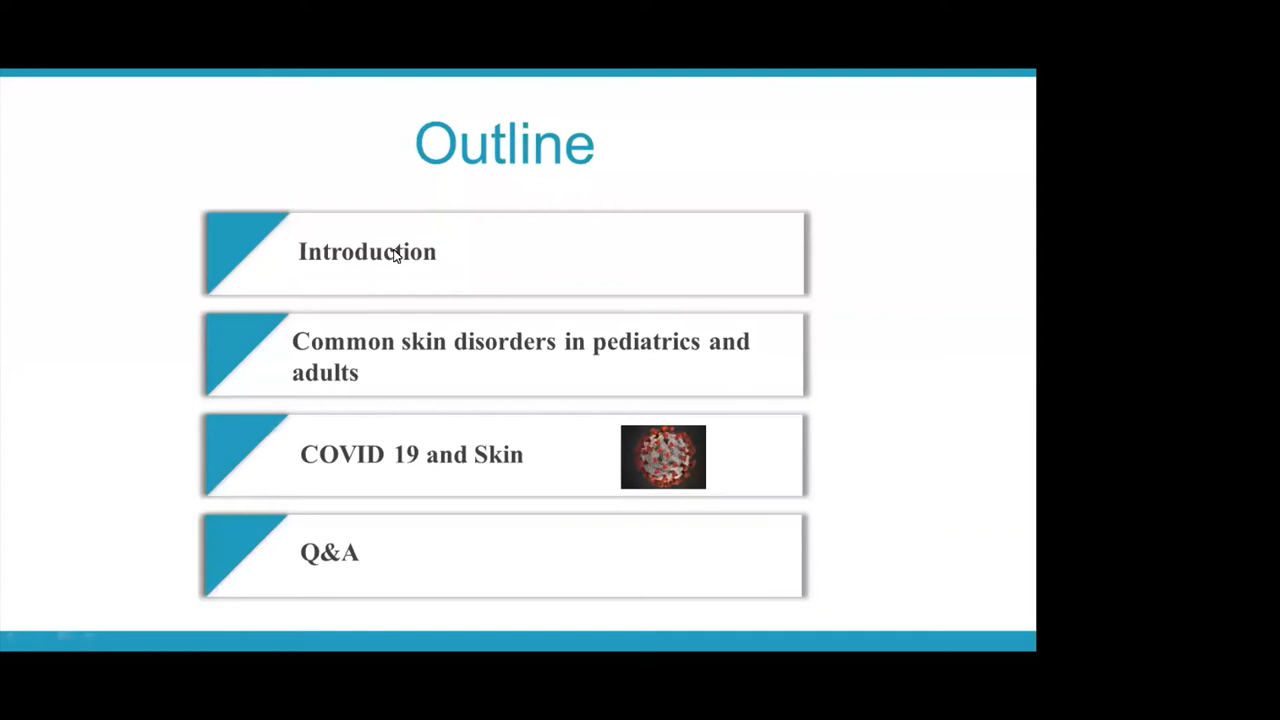 Outline
Introduction
Common skin disorders in pediatrics and
adults
COVID 19 and Skin
Q&A